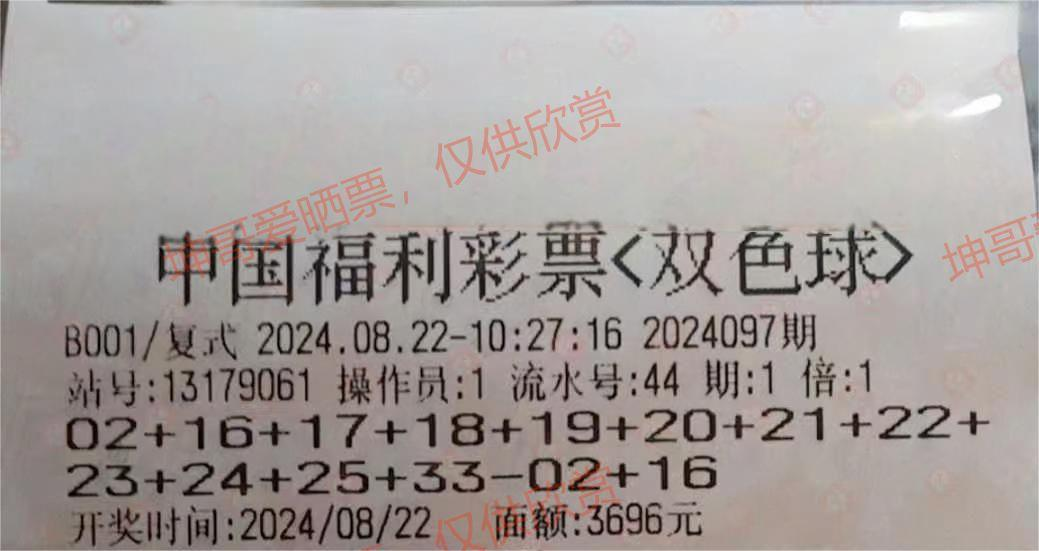 坤哥爱晒票，仅供欣赏
坤哥
中国福利彩票<双色球>
B001/复式 2024.08.22-10:27:16 2024097期
站号:13179061 操作员:1 流水号:44 期:1 倍:1
02+16+17+18+19+20+21+22+
23+24+25+33-02+16
开奖时间:2024/08/22 面额:3696元
仅供欣赏